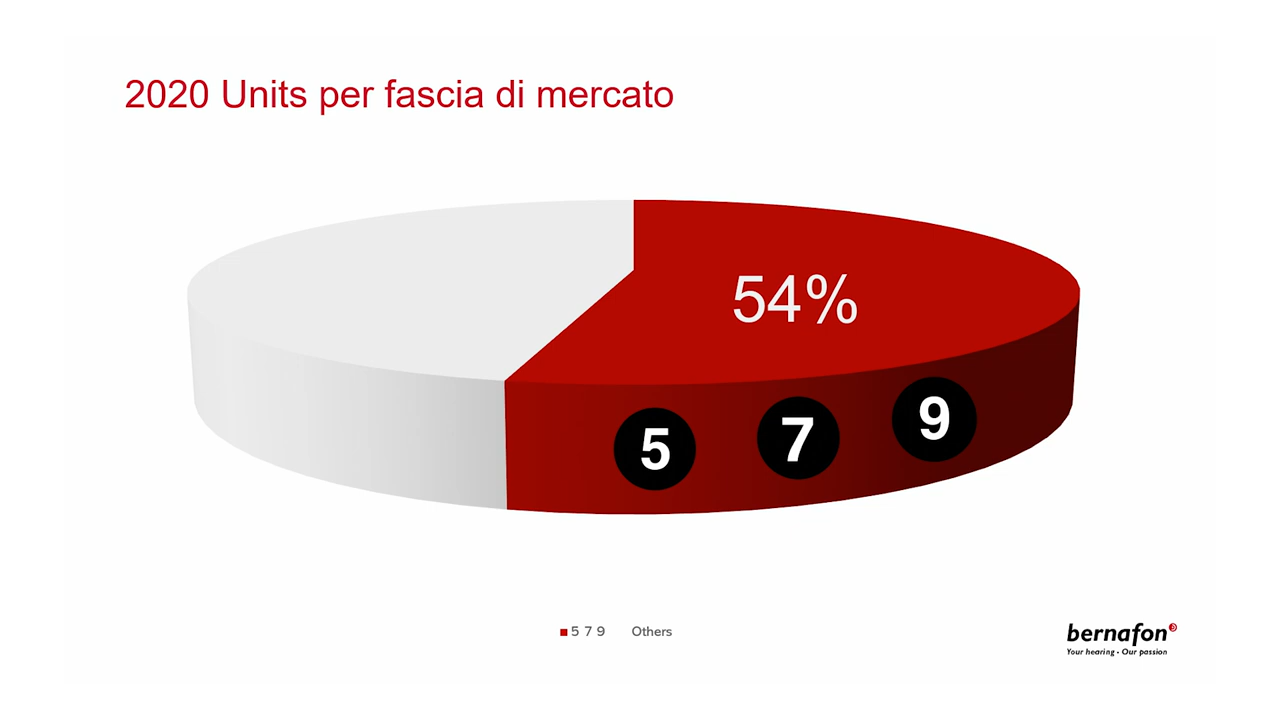 2020 Units per fascia di mercato
54%
5
7
9
5 7 9 Others
bernafon
Your hearing • Our passion